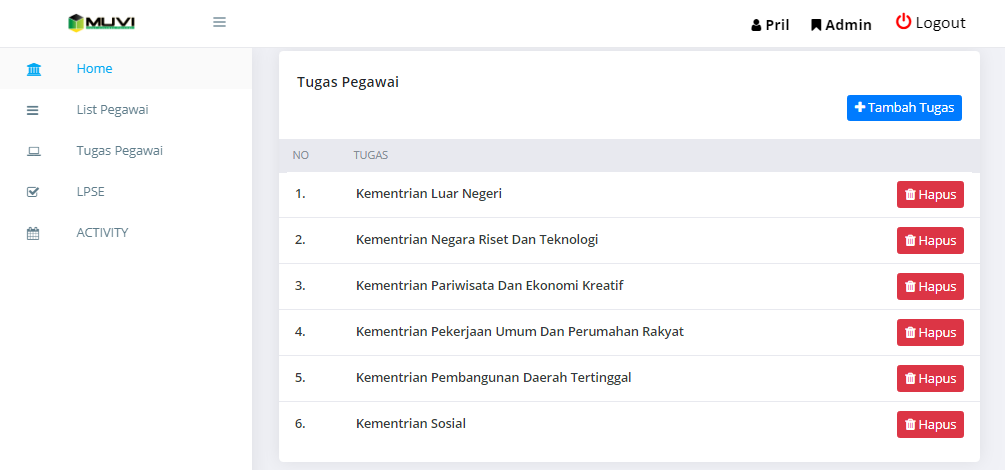 MUVI
Pril Admin Logout
Home
List Pegawai
Tugas Pegawai
LPSE
ACTIVITY
Tugas Pegawai
Tambah Tugas
NO TUGAS
1. Kementrian Luar Negeri Hapus
2. Kementrian Negara Riset Dan Teknologi Hapus
3. Kementrian Pariwisata Dan Ekonomi Kreatif Hapus
4. Kementrian Pekerjaan Umum Dan Perumahan Rakyat Hapus
5. Kementrian Pembangunan Daerah Tertinggal Hapus
6. Kementrian Sosial Hapus